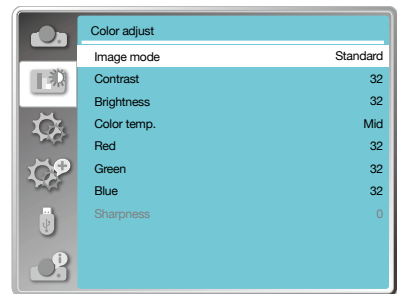 Color adjust
Image mode Standard
Contrast 32
Brightness 32
Color temp. Mid
Red 32
Green 32
Blue 32
Sharpness 0